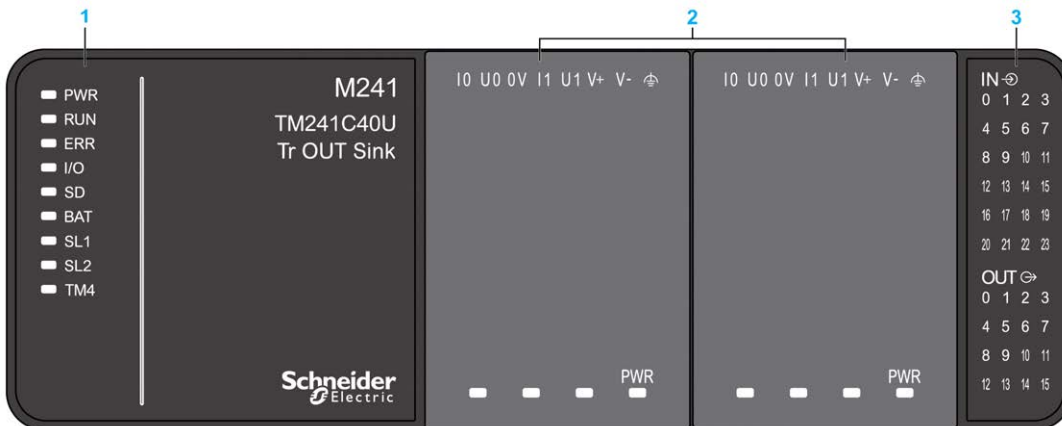 1 2 3
PWR
RUN
ERR
I/O
SD
BAT
SL1
SL2
TM4
M241
TM241C40U
Tr OUT Sink
Schneider
Electric
I0 U0 0V I1 U1 V+ V-
PWR
I0 U0 0V I1 U1 V+ V-
PWR
IN
0 1 2 3
4 5 6 7
8 9 10 11
12 13 14 15
16 17 18 19
20 21 22 23
OUT
0 1 2 3
4 5 6 7
8 9 10 11
12 13 14 15